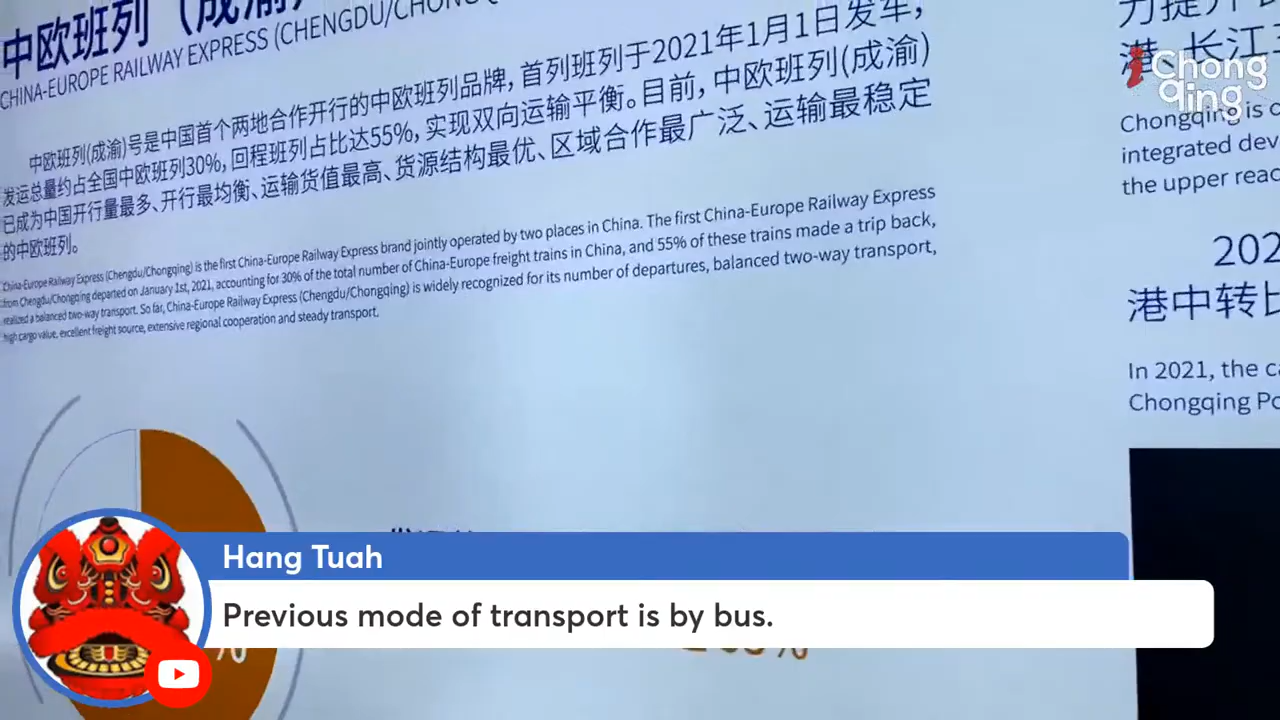 中欧班列（成渝）
CHINA-EUROPE RAILWAY EXPRESS (CHENGDU/CHONG
中欧班列(成渝)号是中国首个两地合作开行的中欧班列品牌，首列班列于2021年1月1日发车，
发运总量约占全国中欧班列30%，回程班列占比达55%，实现双向运输平衡。目前，中欧班列(成渝)
已成为中国开行量最多、开行最均衡、运输货值最高、货源结构最优、区域合作最广泛、运输最稳定
的中欧班列。
China-Europe Railway Express (Chengdu/Chongqing) is the first China-Europe Railway Express brand jointly operated by two places in China. The first China-Europe Railway Express
from Chengdu/Chongqing departed on January 1st, 2021, accounting for 30% of the total number of China-Europe freight trains in China, and 55% of these trains made a trip back,
realized a balanced two-way transport. So far, China-Europe Railway Express (Chengdu/Chongqing) is widely recognized for its number of departures, balanced two-way transport,
high cargo value, excellent freight source, extensive regional cooperation and steady transport.
港、长江
iChongqing
Chongqing is
integrated dev
the upper reac
202
港中转比
In 2021, the ca
Chongqing Po
Hang Tuah
Previous mode of transport is by bus.
%